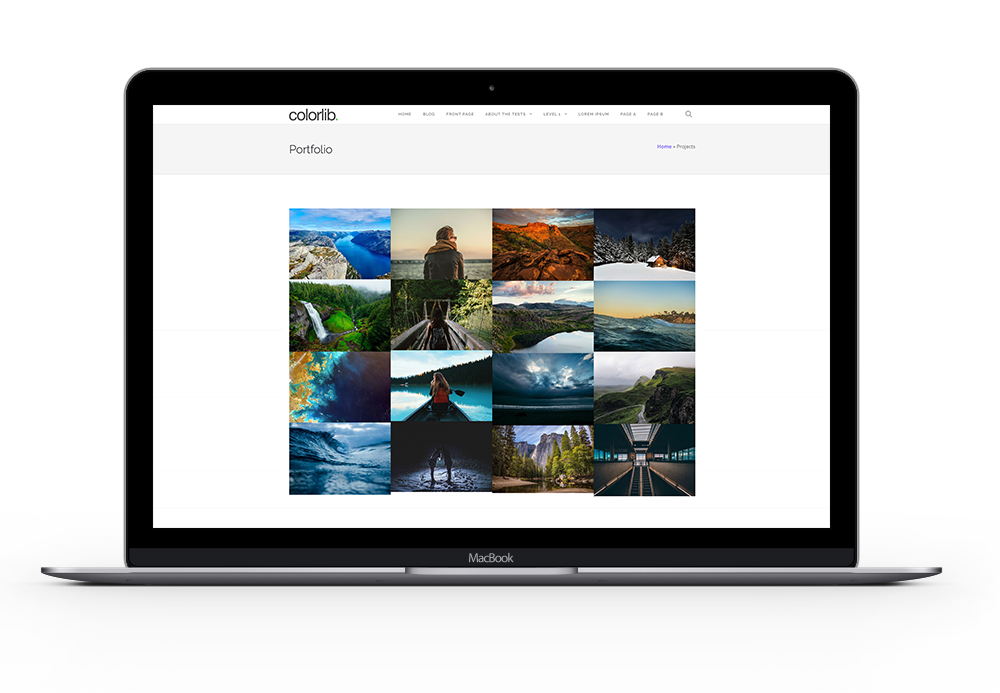 colorlib.
HOME BLOG FRONT PAGE ABOUT THE TESTS LEVEL 1 LOREM IPSUM PAGE A PAGE B
Portfolio
Home » Projects
MacBook